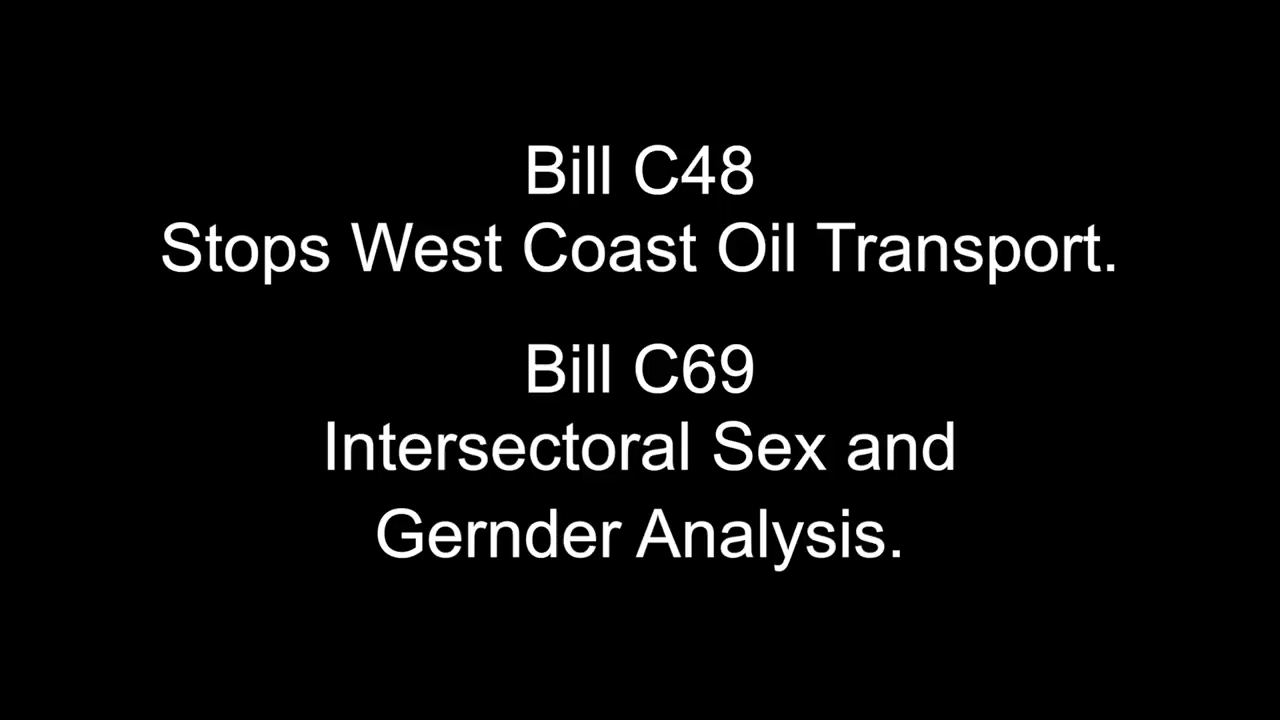 Bill C48
Stops West Coast Oil Transport.
Bill C69
Intersectoral Sex and
Gernder Analysis.